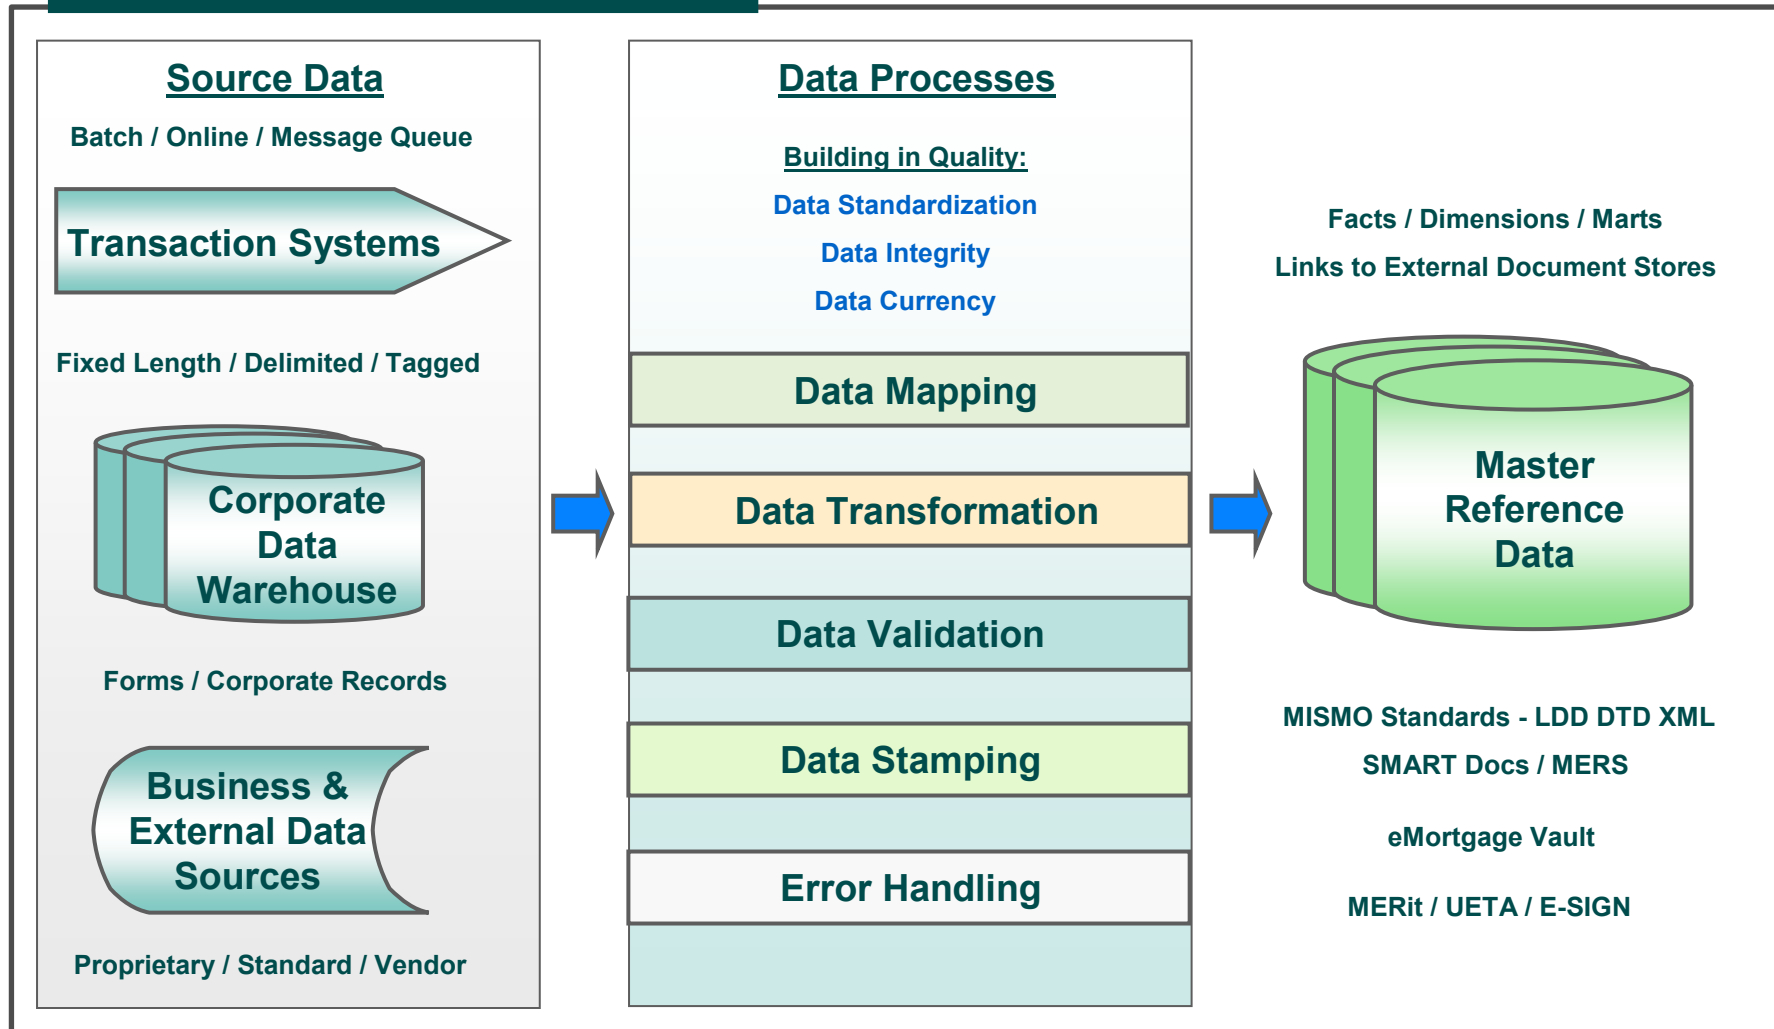 Source Data
Batch / Online / Message Queue
Transaction Systems
Fixed Length / Delimited / Tagged
Corporate
Data
Warehouse
Forms / Corporate Records
Business &
External Data
Sources
Proprietary / Standard / Vendor
Data Processes
Building in Quality:
Data Standardization
Data Integrity
Data Currency
Data Mapping
Data Transformation
Data Validation
Data Stamping
Error Handling
Facts / Dimensions / Marts
Links to External Document Stores
Master
Reference
Data
MISMO Standards - LDD DTD XML
SMART Docs / MERS
eMortgage Vault
MERit / UETA / E-SIGN